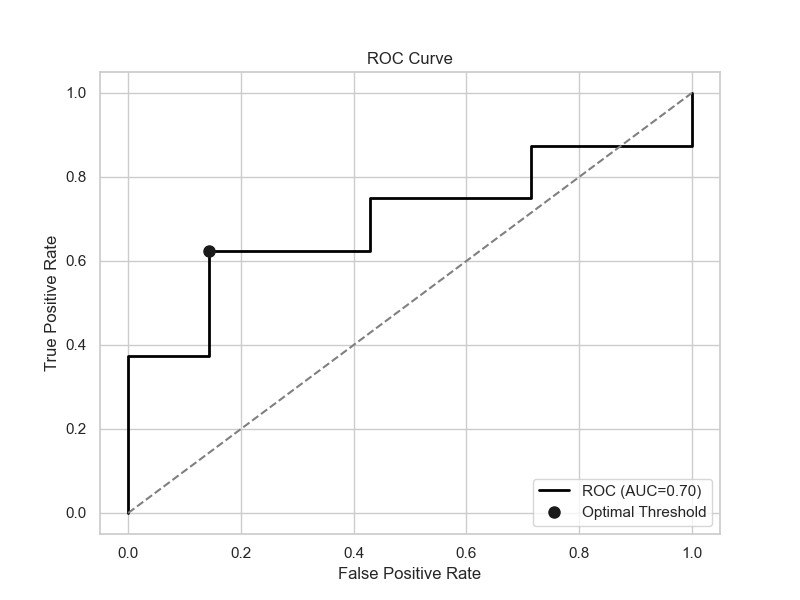 ROC Curve
True Positive Rate
1.0
0.8
0.6
0.4
0.2
0.0
0.0 0.2 0.4 0.6 0.8 1.0
False Positive Rate
ROC (AUC=0.70)
Optimal Threshold